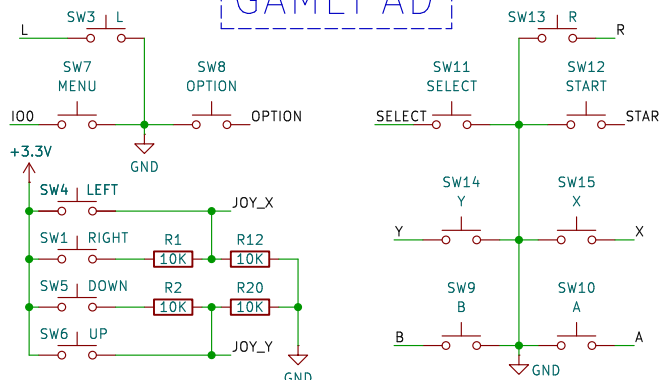 GAMEPAD
SW3 L
L
SW13 R
R
SW7
MENU
SW8
OPTION
SW11
SELECT
SW12
START
IO0
OPTION
SELECT
STAR
+3.3V
GND
SW4 LEFT
JOY_X
SW14
Y
SW15
X
SW1 RIGHT
R1
R12
Y
X
10K
10K
SW5 DOWN
R2
R20
SW9
B
SW10
A
10K
10K
SW6 UP
JOY_Y
B
A
GND
GND